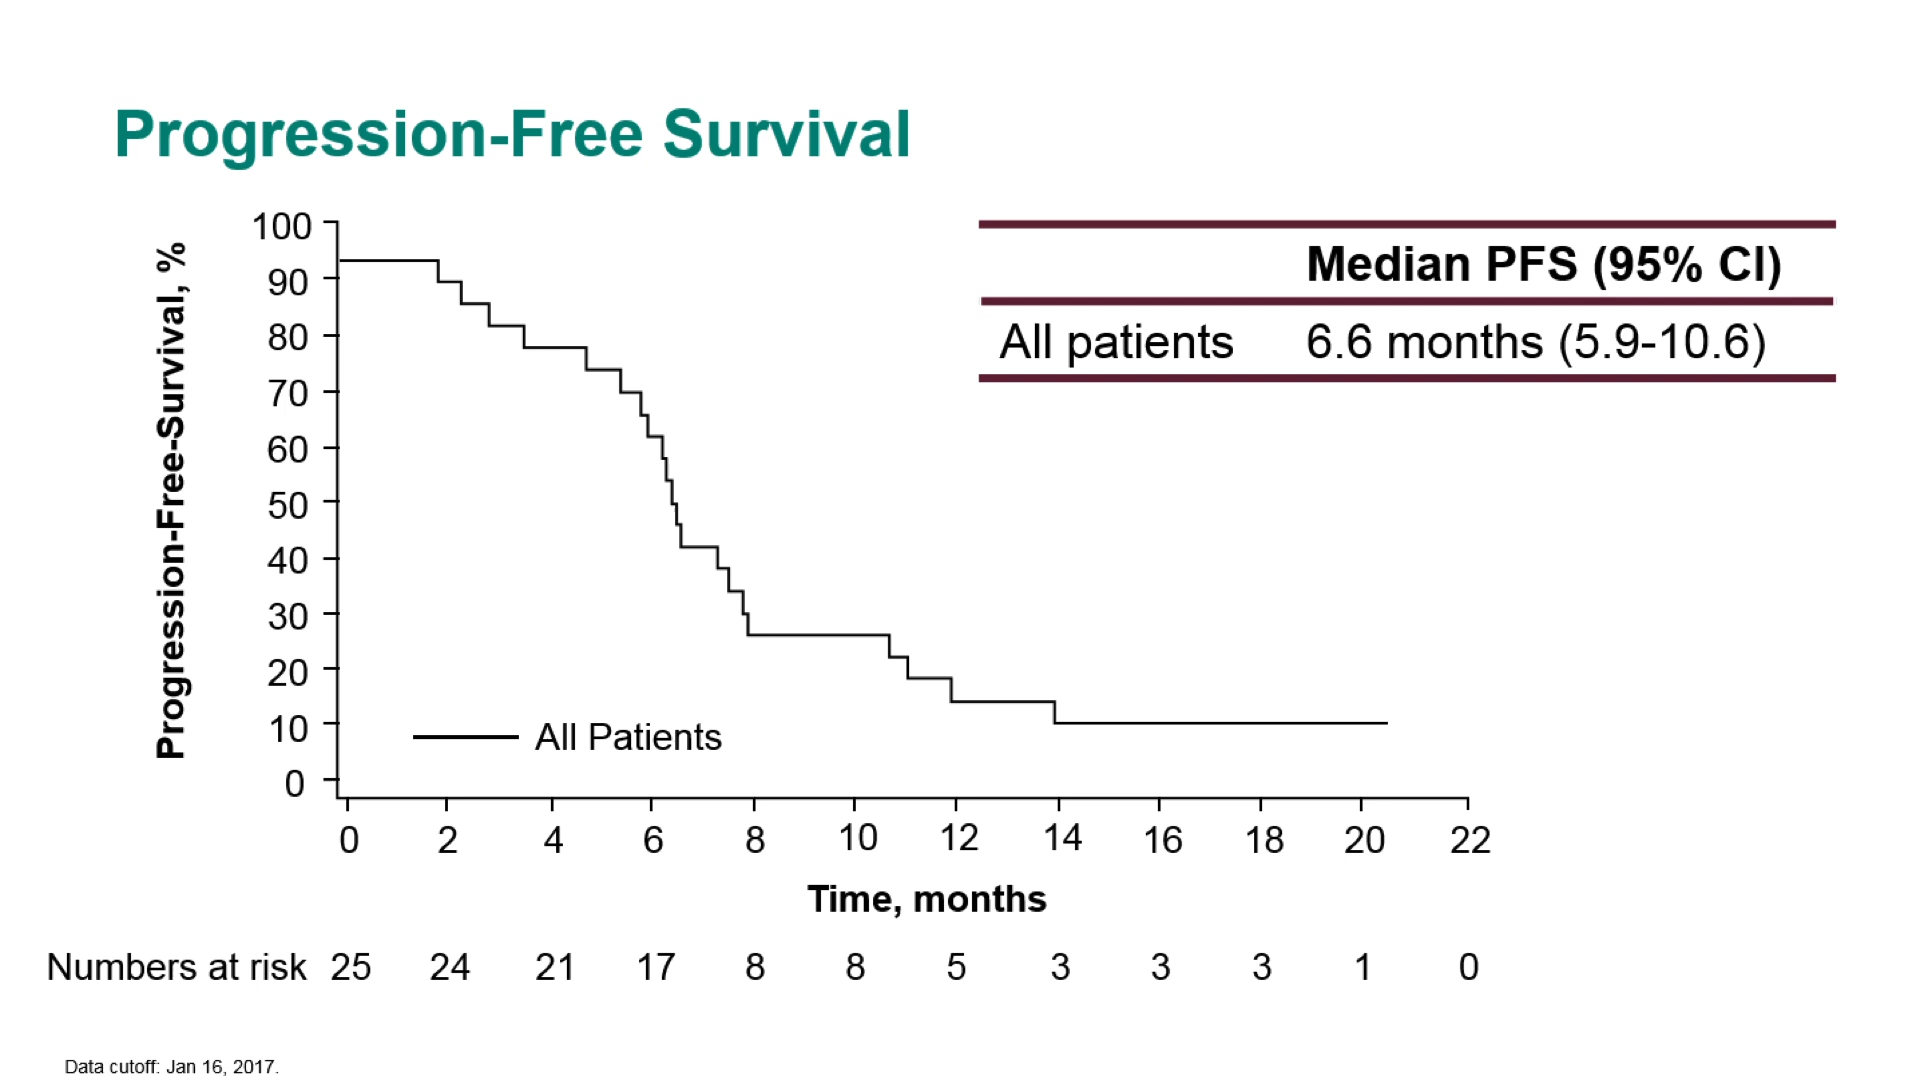 Progression-Free Survival
Progression-Free-Survival, %
100
90
80
70
60
50
40
30
20
10
0
All Patients
Median PFS (95% CI)
All patients 6.6 months (5.9-10.6)
0 2 4 6 8 10 12 14 16 18 20 22
Time, months
Numbers at risk 25 24 21 17 8 8 5 3 3 3 1 0
Data cutoff: Jan 16, 2017.